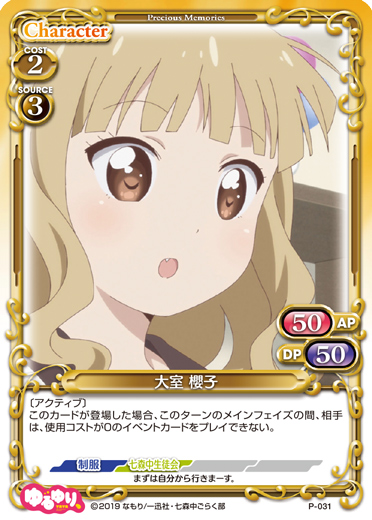 Precious Memories
Character
COST
2
SOURCE
3
50 AP
DP 50
大室 櫻子
［アクティブ］
このカードが登場した場合、このターンのメインフェイズの間、相手
は、使用コストが0のイベントカードをプレイできない。
制服 七森中生徒会
まずは自分から行きまーす。
ゆるゆり、
©2019 なもり/一迅社・七森中ごらく部
P-031